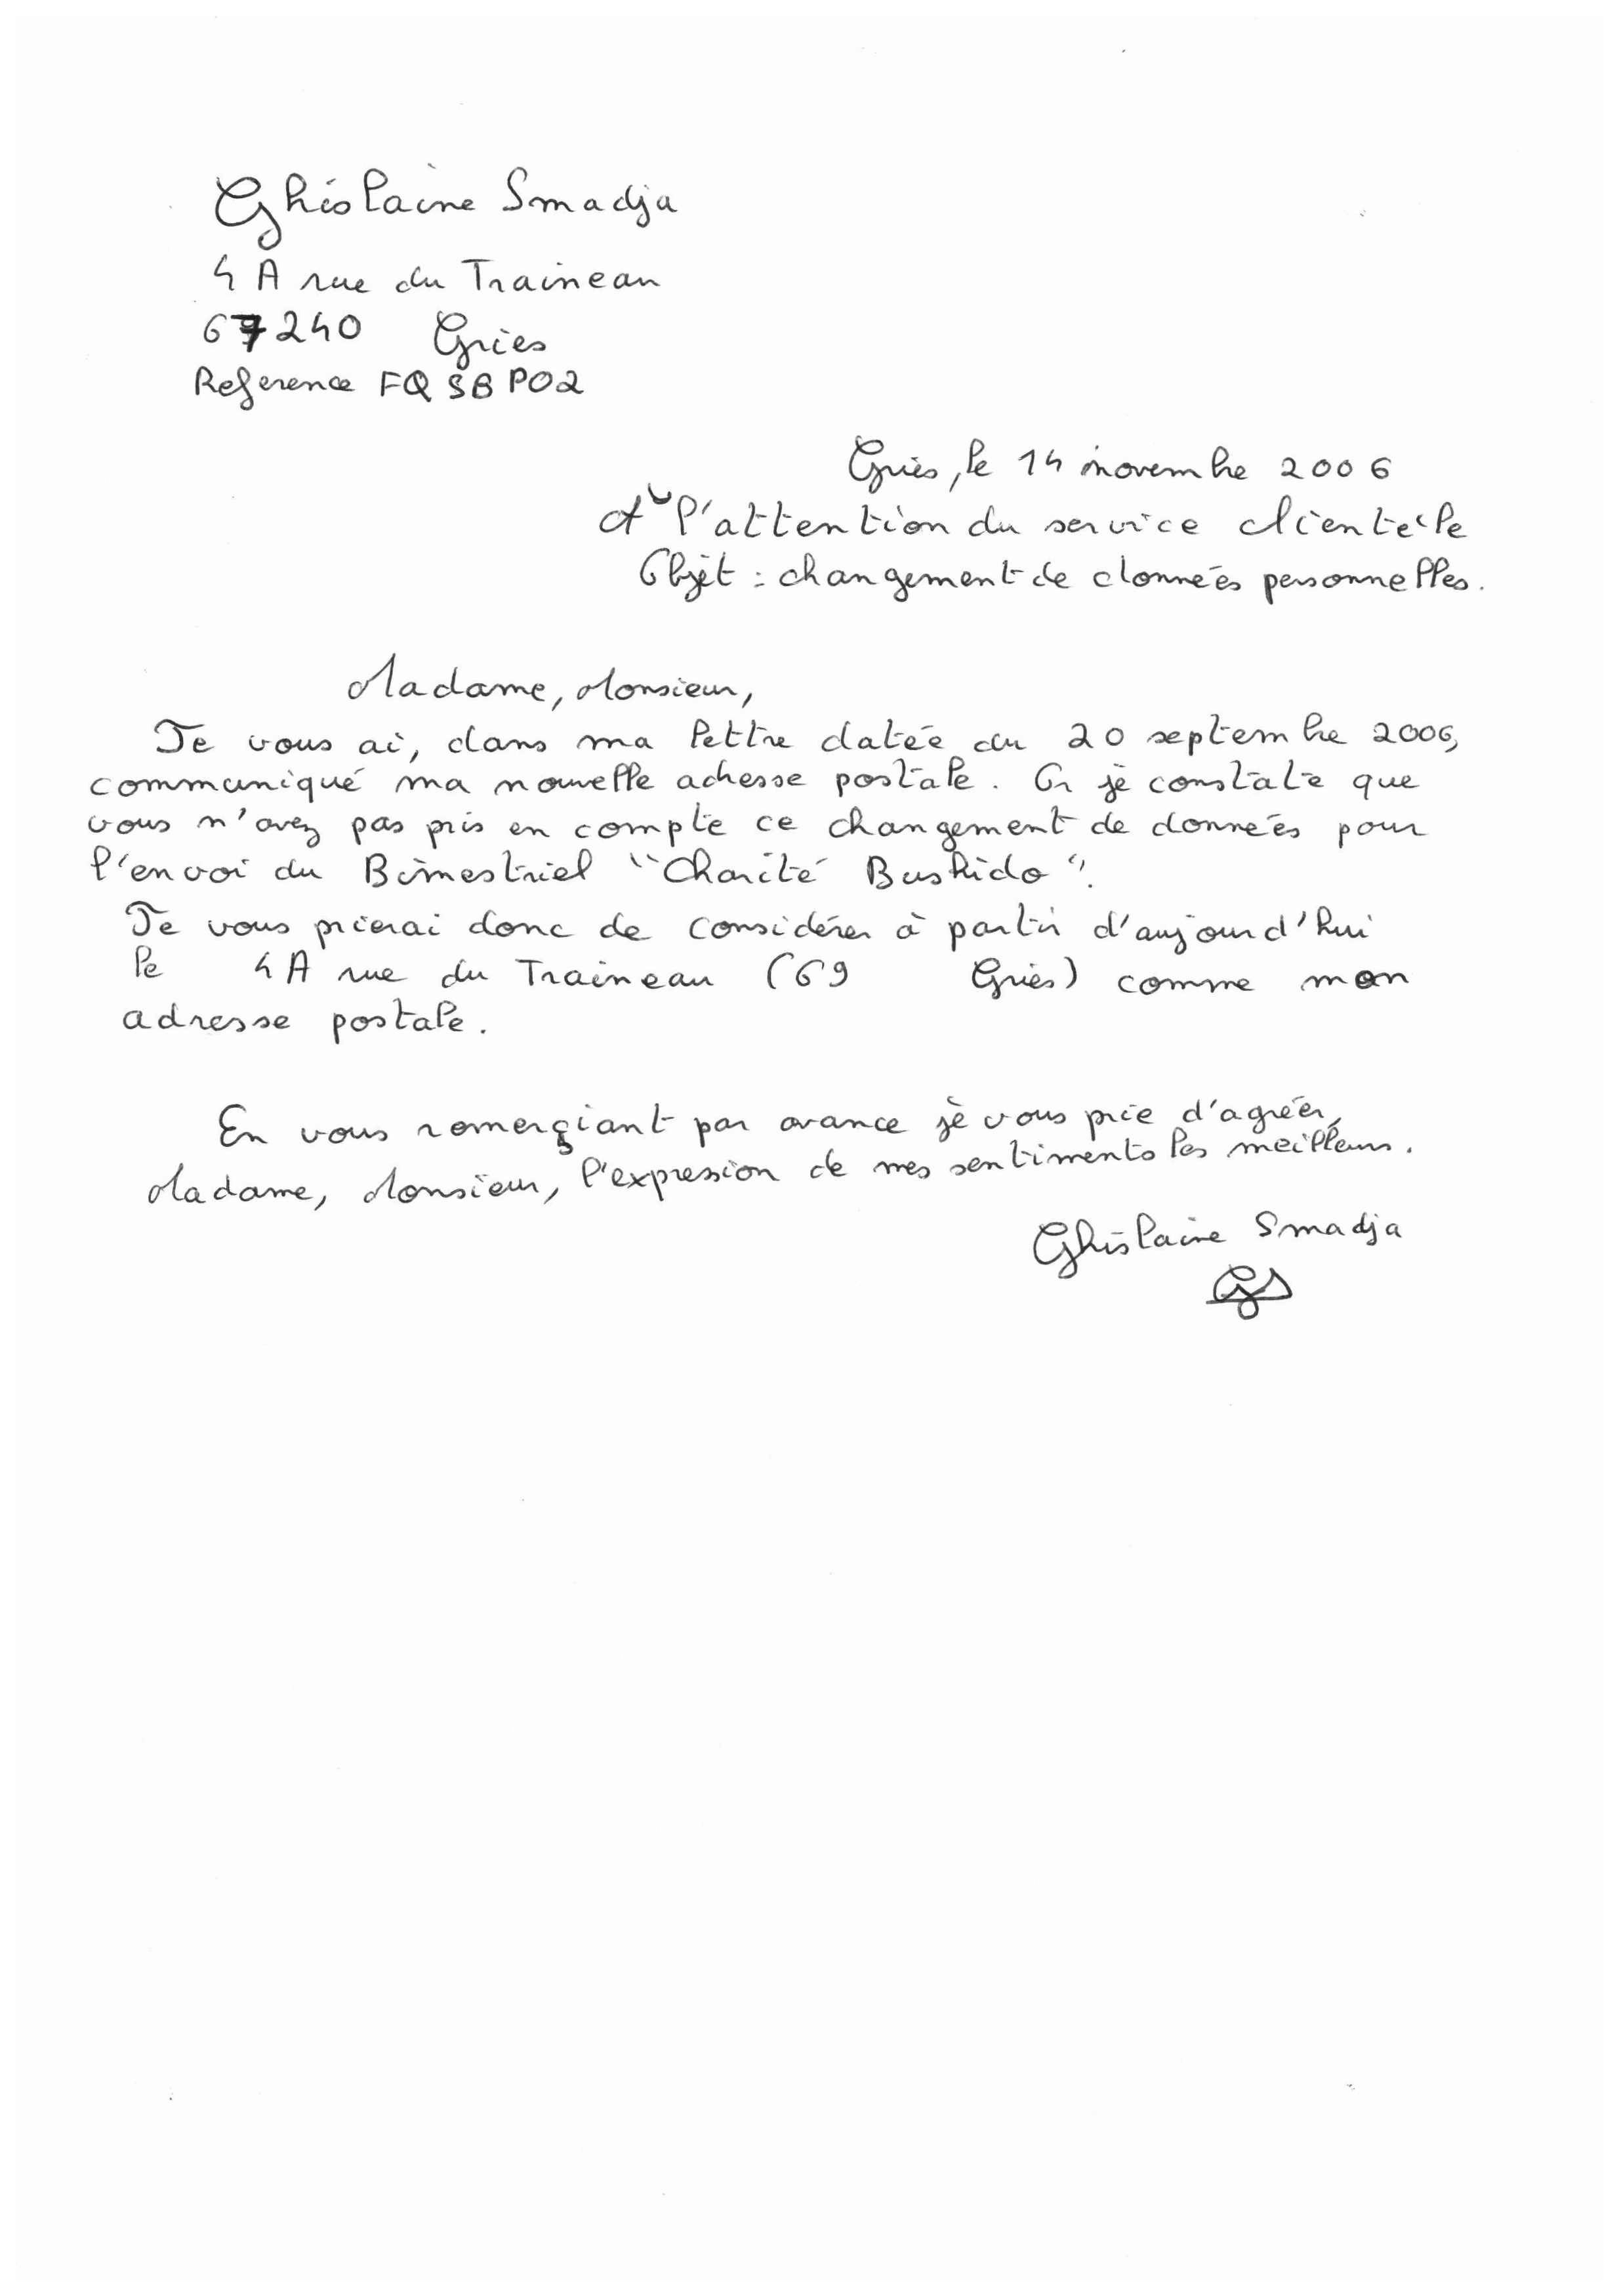 Ghislaine Smadja
4 A rue du Traineau
67240 Gries
Reference FQSBP02
Gries, le 14 novembre 2006
A l'attention du service clientèle
Objet : changement de données personnelles.
Madame, Monsieur,
Je vous ai, dans ma lettre datée du 20 septembre 2006,
communiqué ma nouvelle adresse postale. Or je constate que
vous n'avez pas pris en compte ce changement de données pour
l'envoi du Bimestriel "Charité Bushido".
Je vous prierai donc de considérer à partir d'aujourd'hui
le 4A rue du Traineau (69 Gries) comme mon
adresse postale.
En vous remerçiant par avance je vous prie d'agréer,
Madame, Monsieur, l'expression de mes sentiments les meilleurs.
Ghislaine Smadja
GS